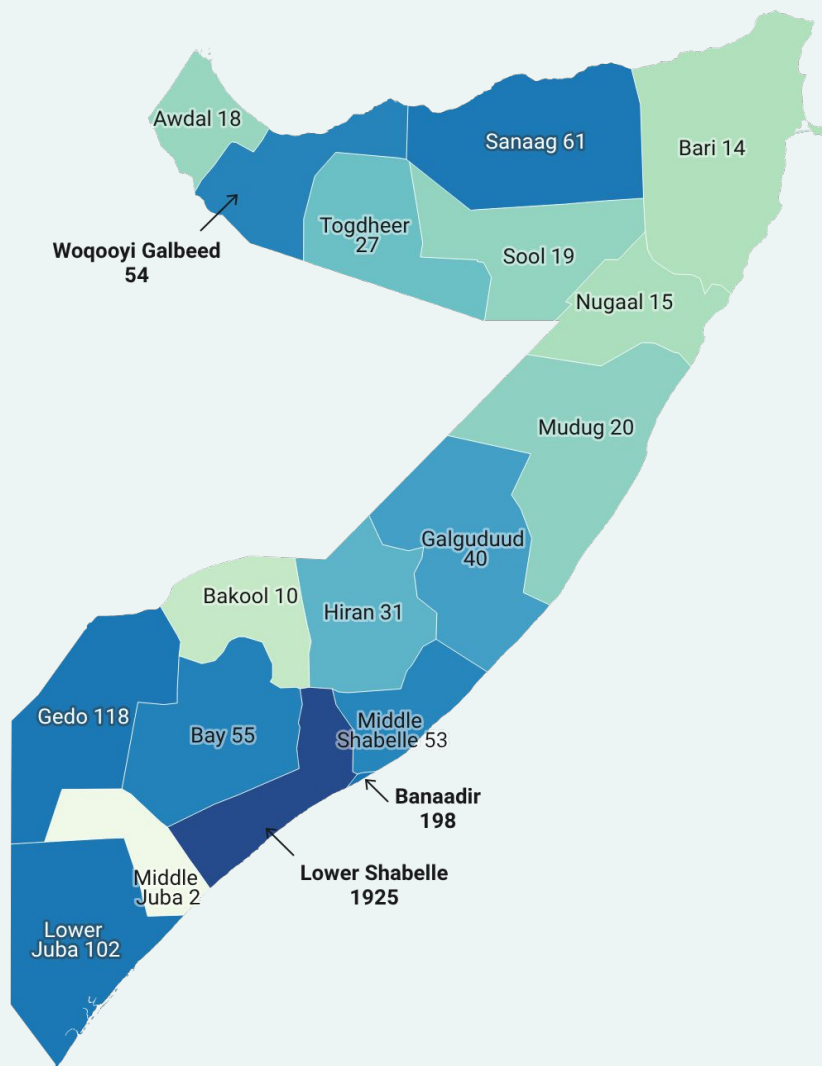 Awdal 18
Sanaag 61
Bari 14
Togdheer
27
Woqooyi Galbeed
54
Sool 19
Nugaal 15
Mudug 20
Galguduud
40
Bakool 10
Hiran 31
Gedo 118
Bay 55
Middle
Shabelle 53
Banaadir
198
Lower Shabelle
1925
Middle
Juba 2
Lower
Juba 102